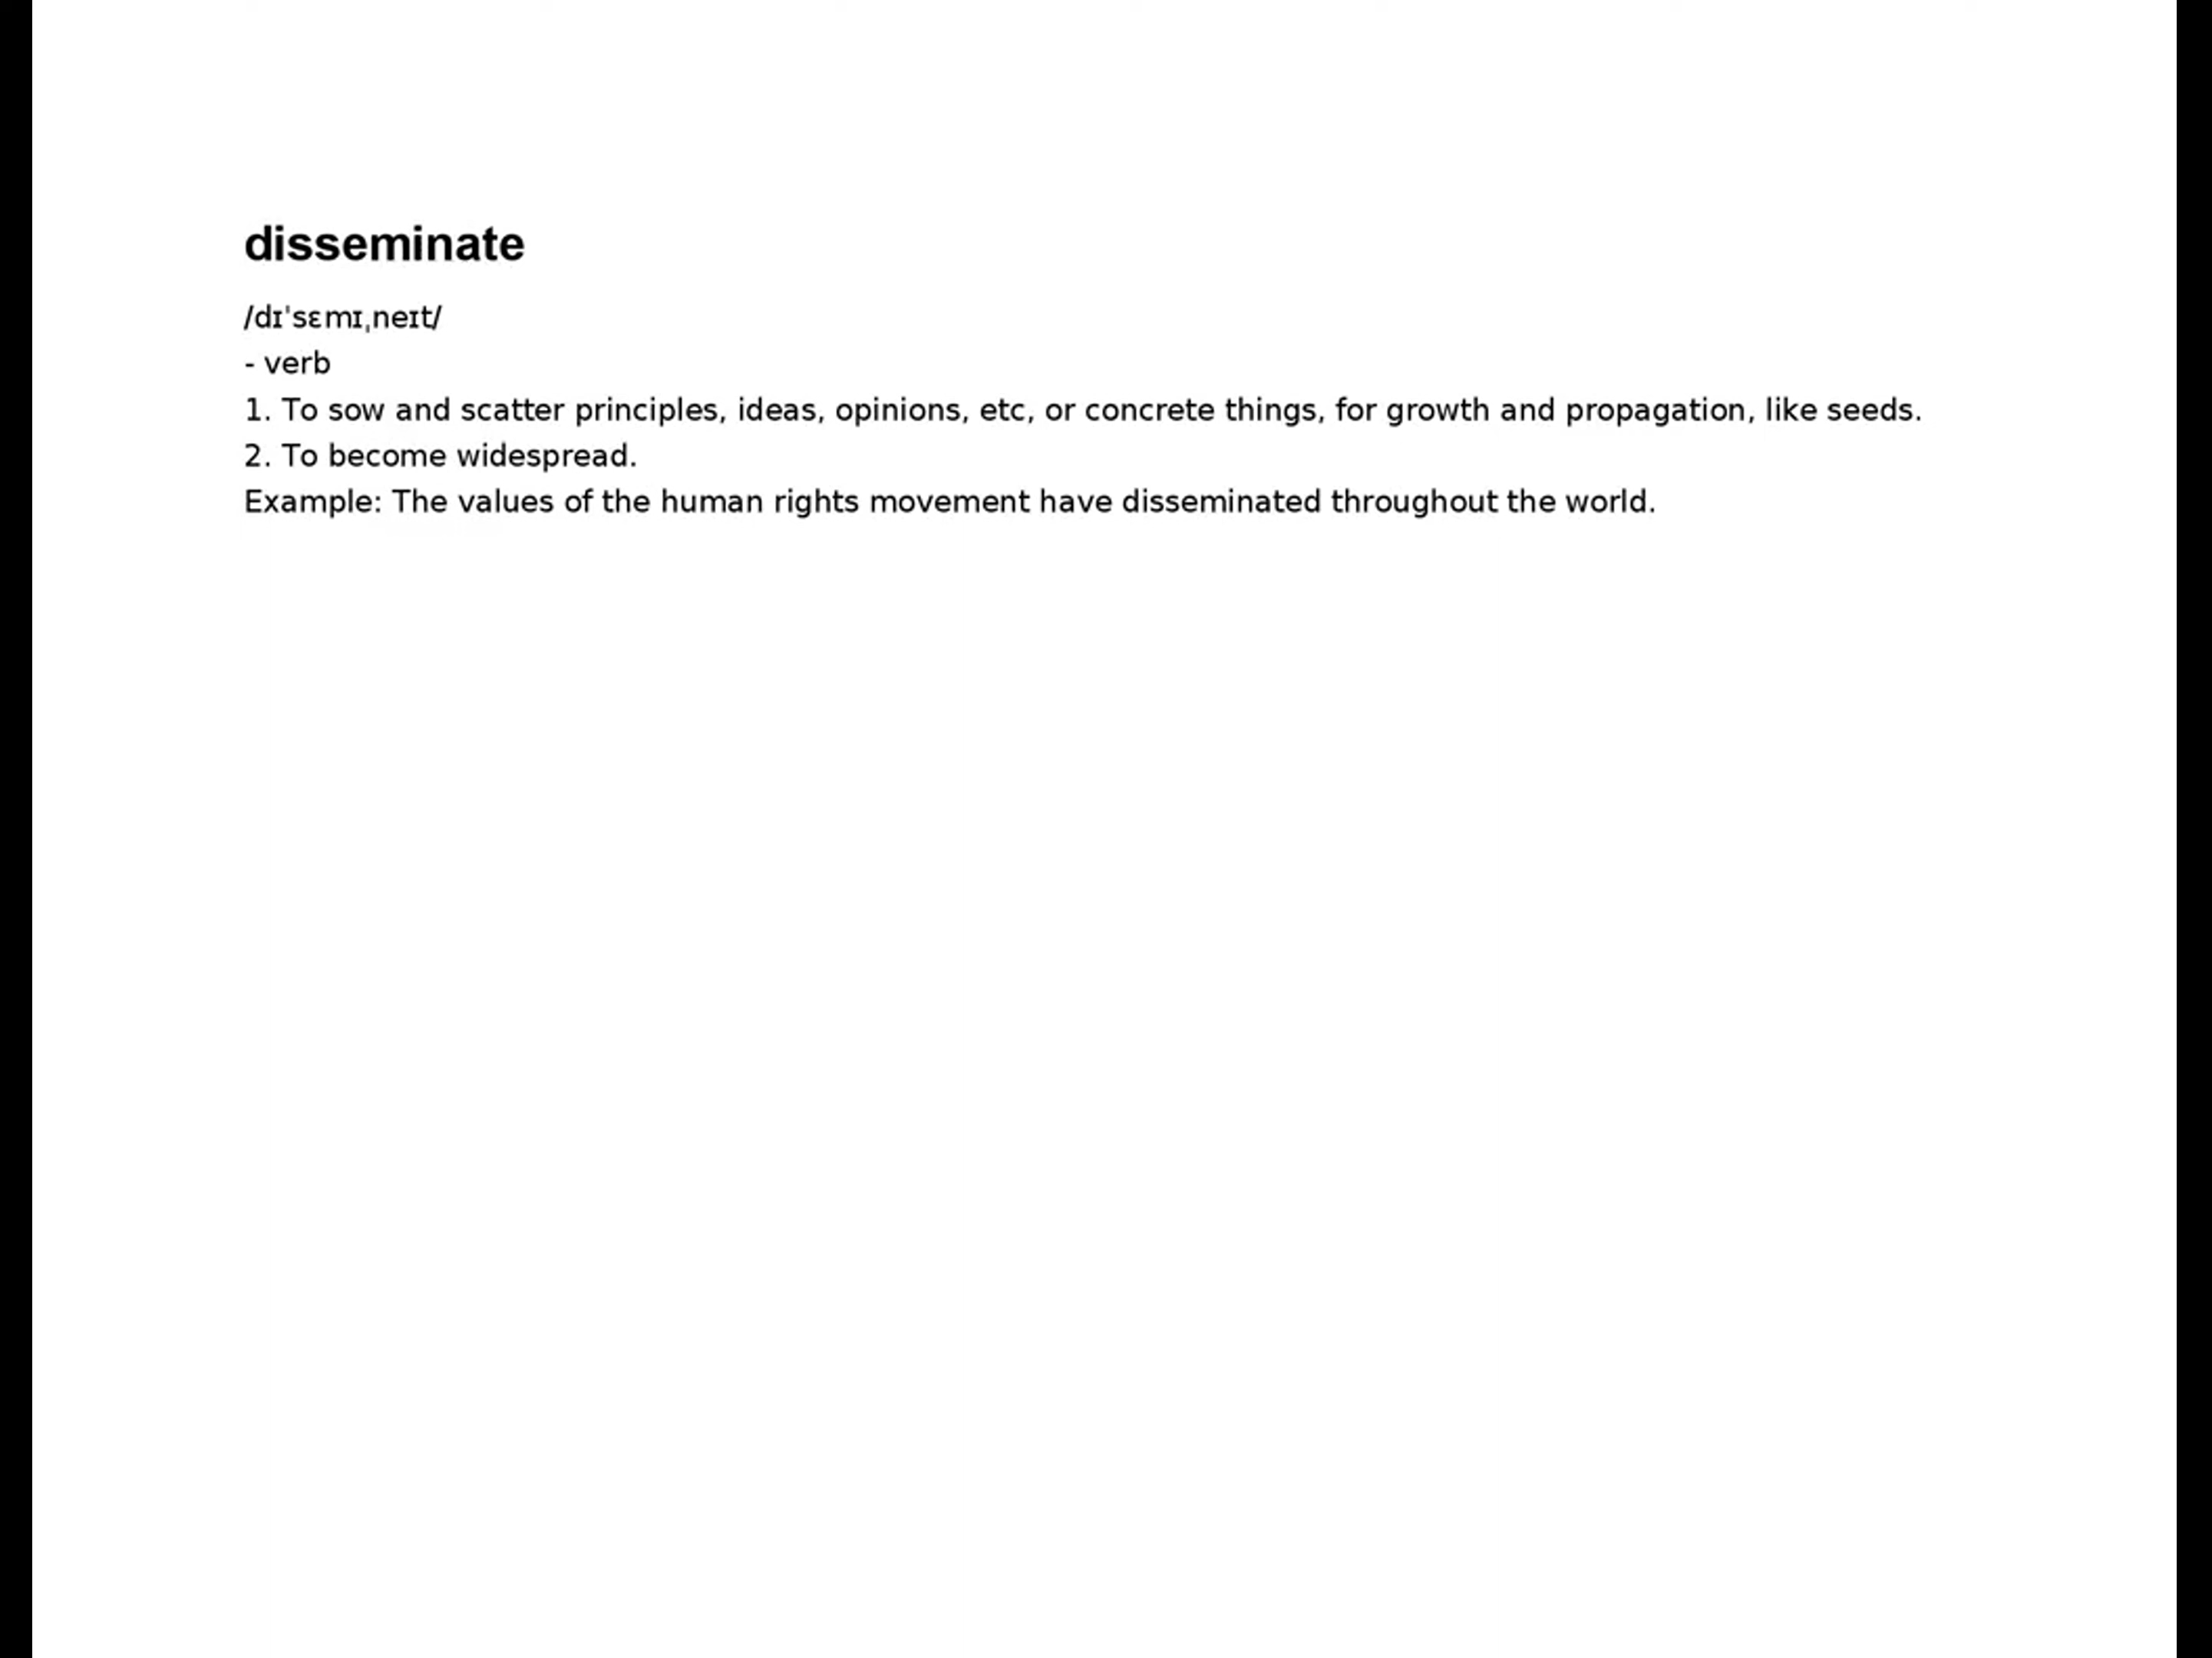 disseminate
/dɪˈsɛmɪˌneɪt/
- verb
1. To sow and scatter principles, ideas, opinions, etc, or concrete things, for growth and propagation, like seeds.
2. To become widespread.
Example: The values of the human rights movement have disseminated throughout the world.